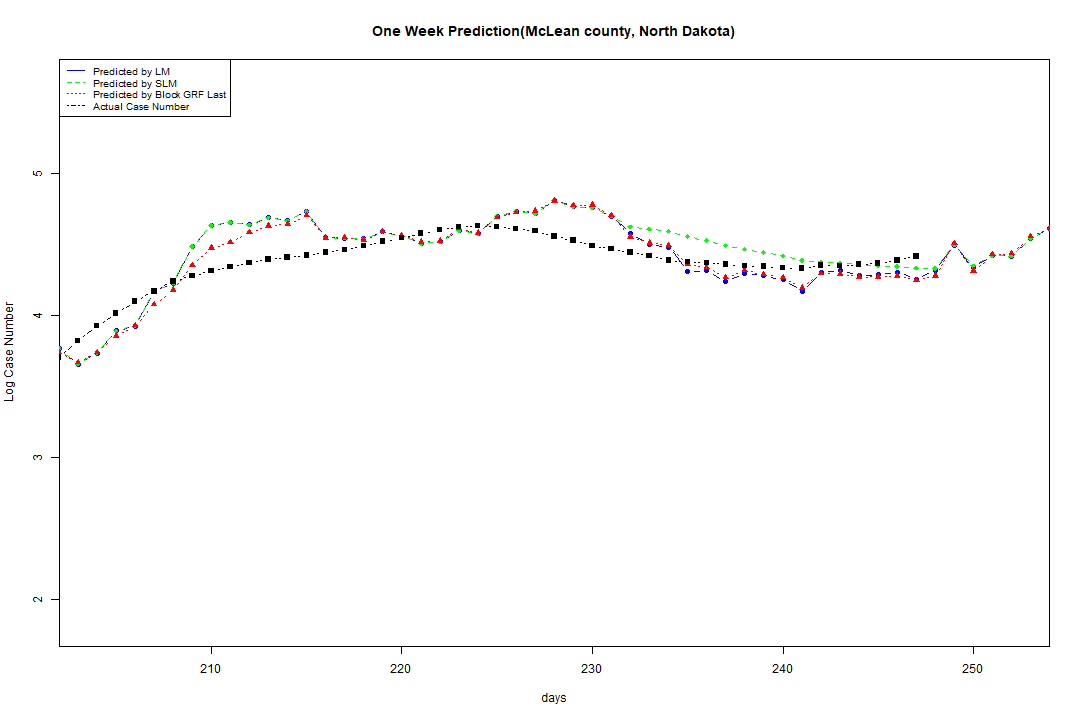 One Week Prediction(McLean county, North Dakota)
Predicted by LM
Predicted by SLM
Predicted by Block GRF Last
Actual Case Number
5
4
3
2
Log Case Number
210 220 230 240 250
days